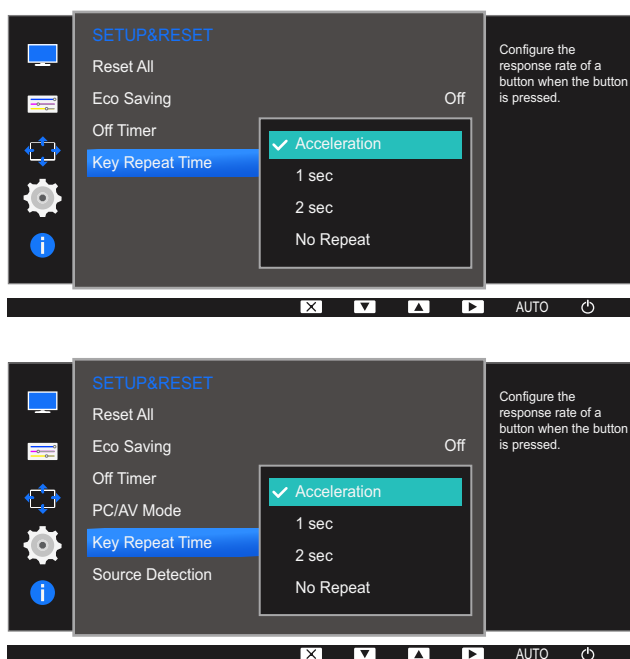 SETUP&RESET
Reset All
Eco Saving Off
Off Timer
Key Repeat Time
Acceleration
1 sec
2 sec
No Repeat
Configure the
response rate of a
button when the button
is pressed.
AUTO
SETUP&RESET
Reset All
Eco Saving Off
Off Timer
PC/AV Mode
Key Repeat Time
Source Detection
Acceleration
1 sec
2 sec
No Repeat
Configure the
response rate of a
button when the button
is pressed.
AUTO